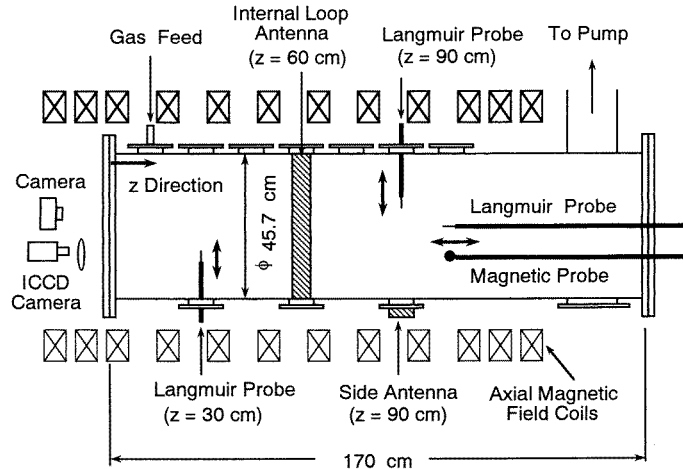 Internal Loop
Antenna
(z = 60 cm)
Gas Feed
Langmuir Probe
(z = 90 cm)
To Pump
z Direction
Camera
ICCD
Camera
φ 45.7 cm
Langmuir Probe
Magnetic Probe
Langmuir Probe
(z = 30 cm)
Side Antenna
(z = 90 cm)
Axial Magnetic
Field Coils
170 cm